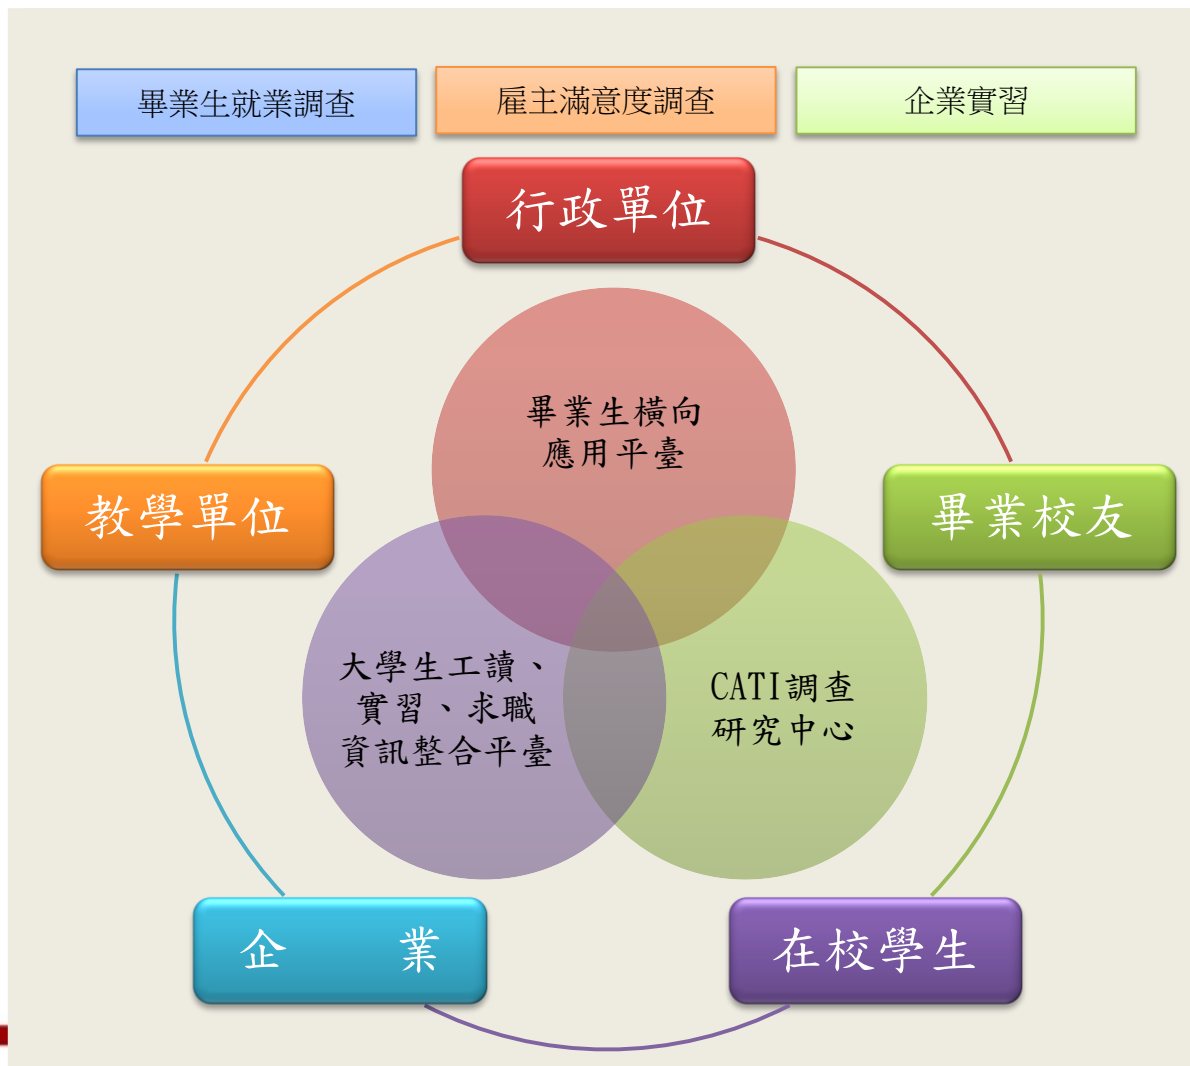 畢業生就業調查
雇主滿意度調查
企業實習
行政單位
畢業生橫向
應用平臺
教學單位
畢業校友
大學生工讀、
實習、求職
資訊整合平臺
CATI調查
研究中心
企　　業
在校學生